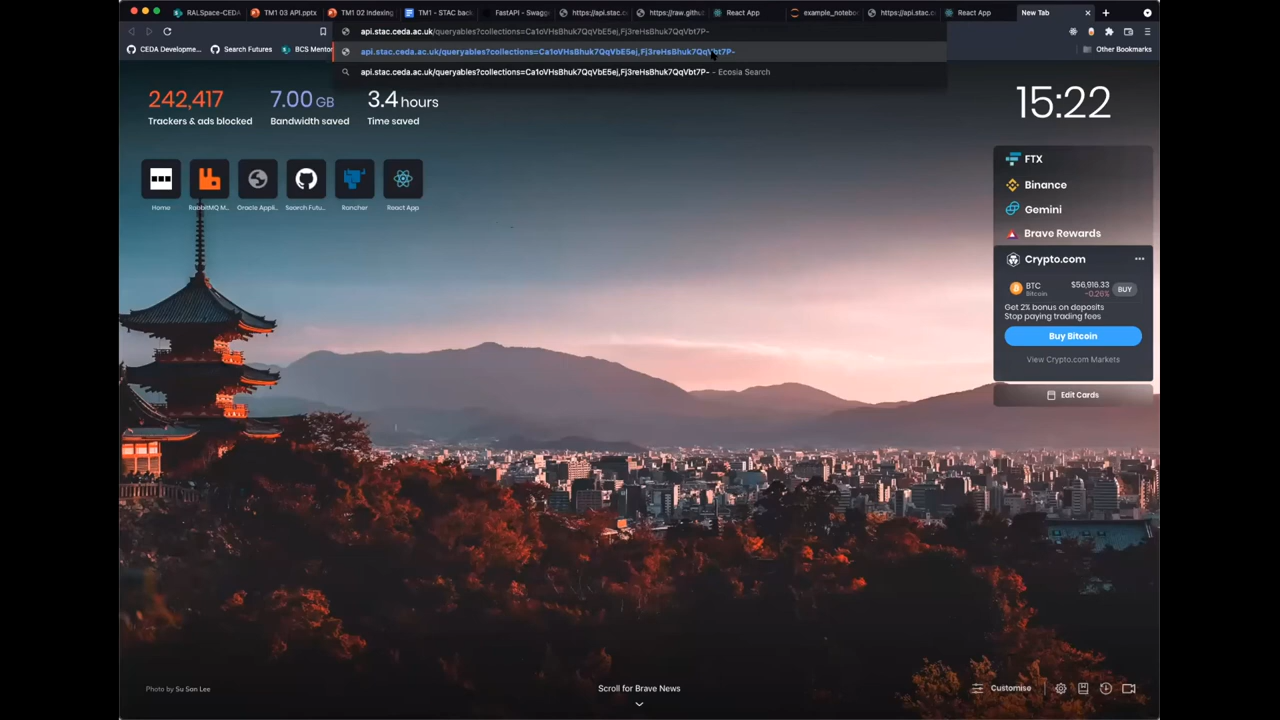 RALSpace-CEDA
TM1 03 API.pptx
TM1 02 Indexing
TM1 - STAC back
FastAPI - Swagg
https://api.stac.c
https://raw.githu
React App
example_notebo
https://api.stac.c
React App
New Tab
api.stac.ceda.ac.uk/queryables?collections=Ca1oVHsBhuk7QqVbE5ej,Fj3reHsBhuk7QqVbt7P-
CEDA Developme...
Search Futures
BCS Mentor
api.stac.ceda.ac.uk/queryables?collections=Ca1oVHsBhuk7QqVbE5ej,Fj3reHsBhuk7QqVbt7P-
Other Bookmarks
api.stac.ceda.ac.uk/queryables?collections=Ca1oVHsBhuk7QqVbE5ej,Fj3reHsBhuk7QqVbt7P- - Ecosia Search
242,417
Trackers & ads blocked
7.00 GB
Bandwidth saved
3.4 hours
Time saved
15:22
Home
RabbitMQ M...
Oracle Appli...
Search Futu...
Rancher
React App
FTX
Binance
Gemini
Brave Rewards
Crypto.com
BTC
Bitcoin
$56,916.33
-0.26%
BUY
Get 2% bonus on deposits
Stop paying trading fees
Buy Bitcoin
View Crypto.com Markets
Edit Cards
Photo by Su San Lee
Scroll for Brave News
Customise